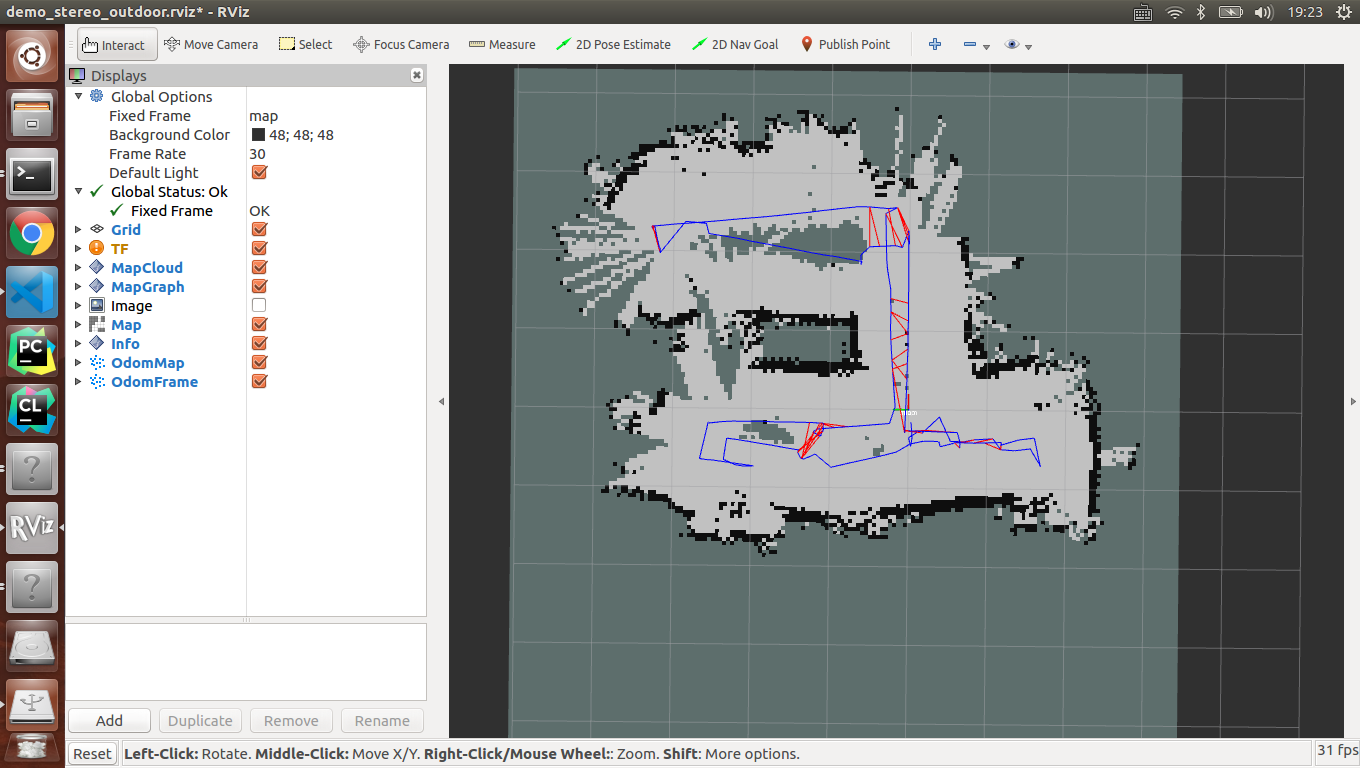 demo_stereo_outdoor.rviz* - RViz
19:23
Interact
Move Camera
Select
Focus Camera
Measure
2D Pose Estimate
2D Nav Goal
Publish Point
Displays
Global Options
Fixed Frame map
Background Color 48; 48; 48
Frame Rate 30
Default Light
Global Status: Ok
Fixed Frame OK
Grid
TF
MapCloud
MapGraph
Image
Map
Info
OdomMap
OdomFrame
>_
PC
CL
?
RViz
?
Add
Duplicate
Remove
Rename
Reset
Left-Click: Rotate. Middle-Click: Move X/Y. Right-Click/Mouse Wheel:: Zoom. Shift: More options.
31 fps